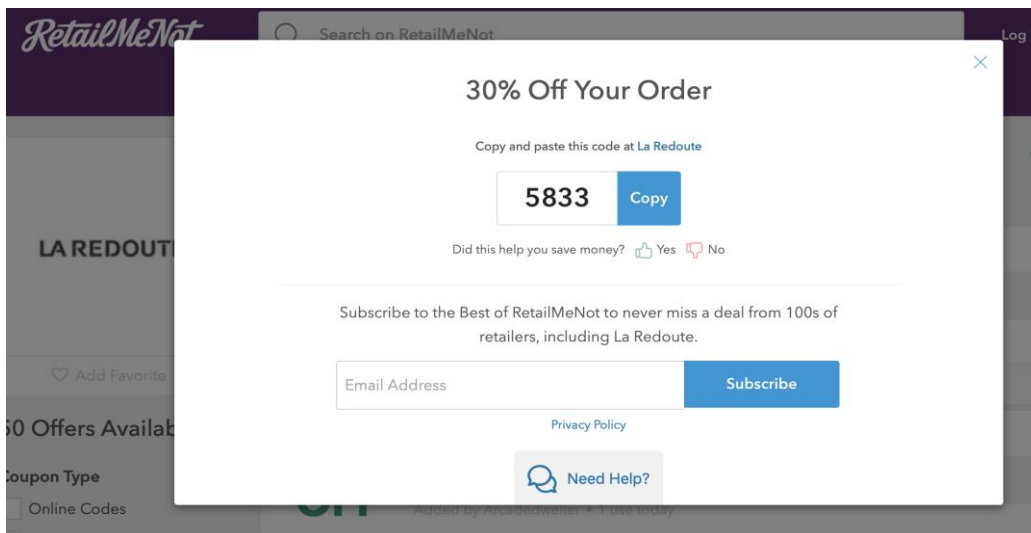 RetailMeNot
Search on RetailMeNot
Log
30% Off Your Order
Copy and paste this code at La Redoute
5833
Copy
Did this help you save money? Yes No
LA REDOUT
Subscribe to the Best of RetailMeNot to never miss a deal from 100s of
retailers, including La Redoute.
Add Favorite
Email Address
Subscribe
Privacy Policy
50 Offers Availab
Coupon Type
Need Help?
Online Codes
Off
Added by Arcadedweller • 1 use today